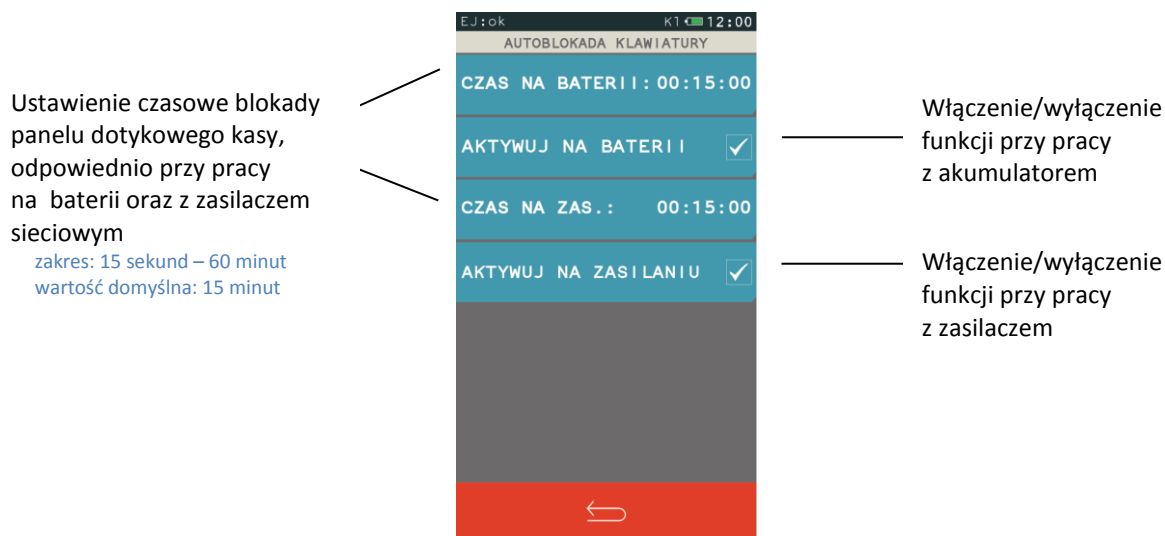 EJ:ok K1 12:00
AUTOBLOKADA KLAWIATURY
CZAS NA BATERII: 00:15:00
AKTYWUJ NA BATERII
CZAS NA ZAS.: 00:15:00
AKTYWUJ NA ZASILANIU
Ustawienie czasowe blokady
panelu dotykowego kasy,
odpowiednio przy pracy
na baterii oraz z zasilaczem
sieciowym
zakres: 15 sekund – 60 minut
wartość domyślna: 15 minut
Włączenie/wyłączenie
funkcji przy pracy
z akumulatorem
Włączenie/wyłączenie
funkcji przy pracy
z zasilaczem